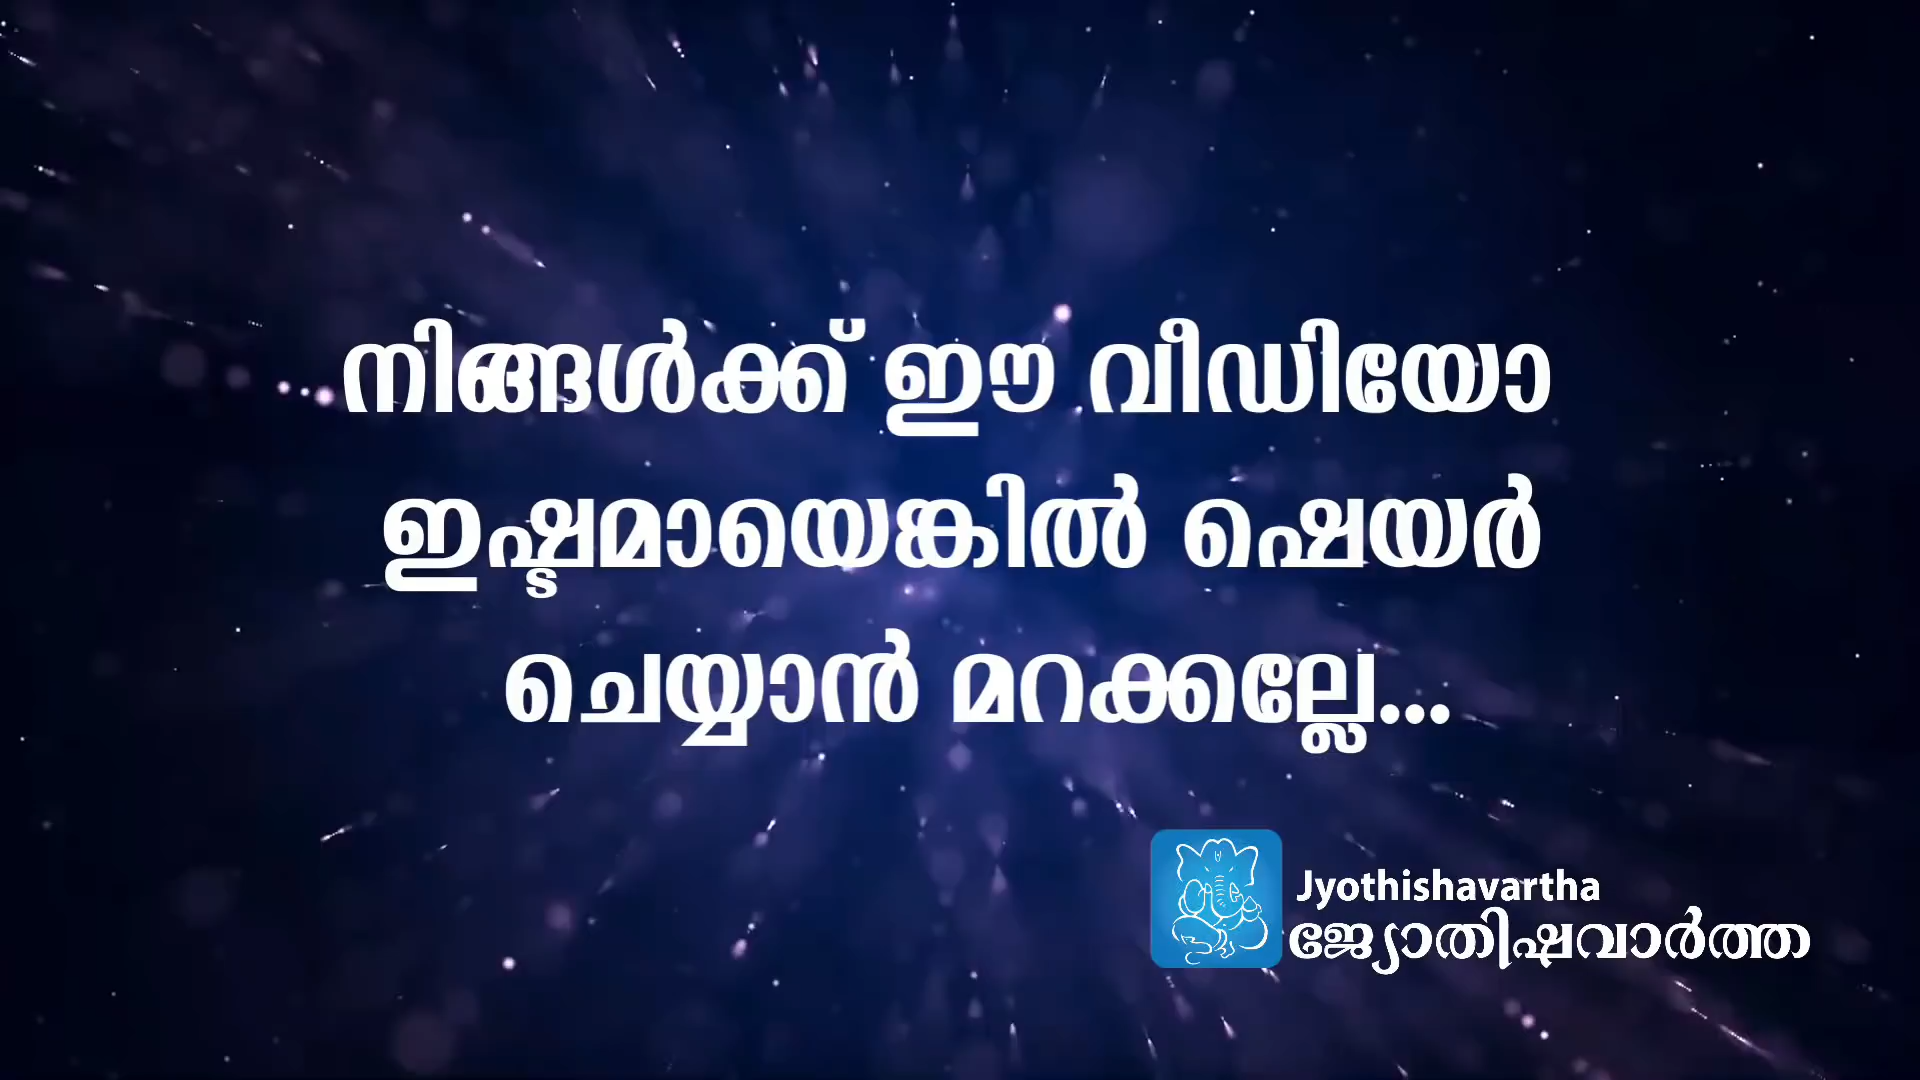 നിങ്ങൾക്ക് ഈ വീഡിയോ
ഇഷ്ടമായെങ്കിൽ ഷെയർ
ചെയ്യാൻ മറക്കല്ലേ...
Jyothishavartha
ജ്യോതിഷവാർത്ത